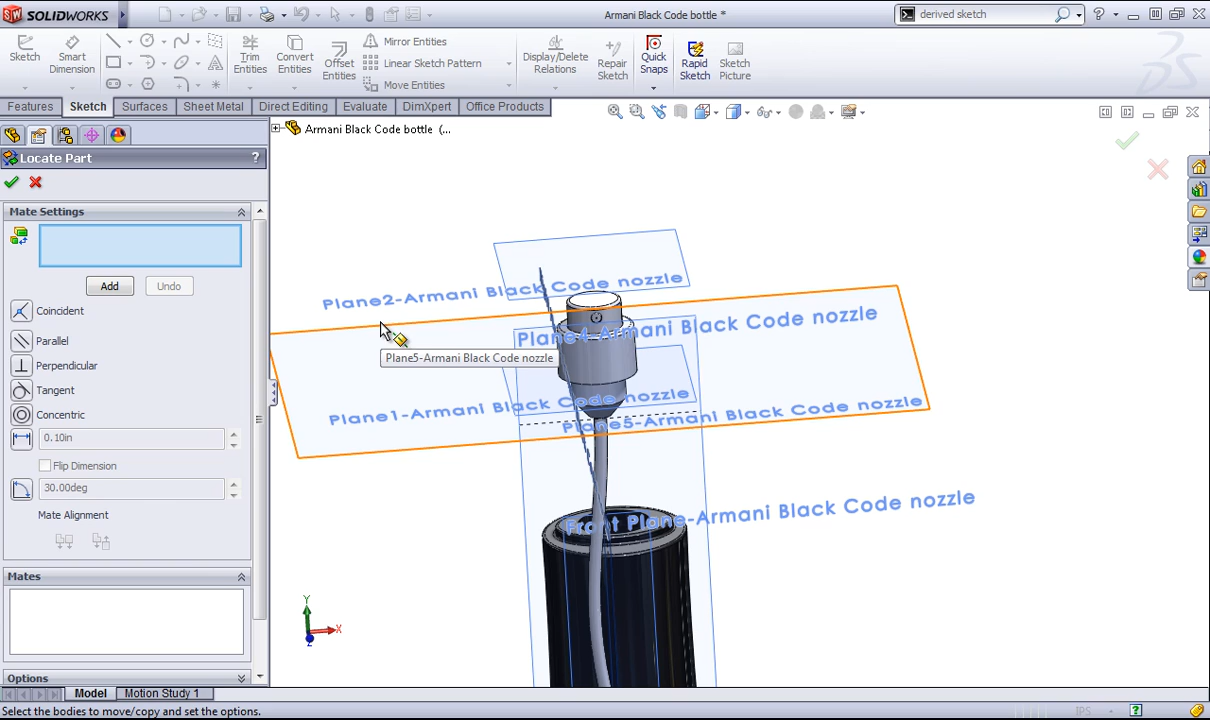 SOLIDWORKS
Armani Black Code bottle *
derived sketch
Sketch
Smart Dimension
Trim Entities
Convert Entities
Offset Entities
Mirror Entities
Linear Sketch Pattern
Move Entities
Display/Delete Relations
Repair Sketch
Quick Snaps
Rapid Sketch
Sketch Picture
Features
Sketch
Surfaces
Sheet Metal
Direct Editing
Evaluate
DimXpert
Office Products
Armani Black Code bottle (...
Locate Part
?
Mate Settings
Add
Undo
Coincident
Parallel
Perpendicular
Tangent
Concentric
0.10in
Flip Dimension
30.00deg
Mate Alignment
Mates
Options
Plane2-Armani Black Code nozzle
Plane4-Armani Black Code nozzle
Plane5-Armani Black Code nozzle
Plane1-Armani Black Code nozzle
Plane5-Armani Black Code nozzle
Front Plane-Armani Black Code nozzle
Y
X
Z
Model
Motion Study 1
Select the bodies to move/copy and set the options.
IPS
?